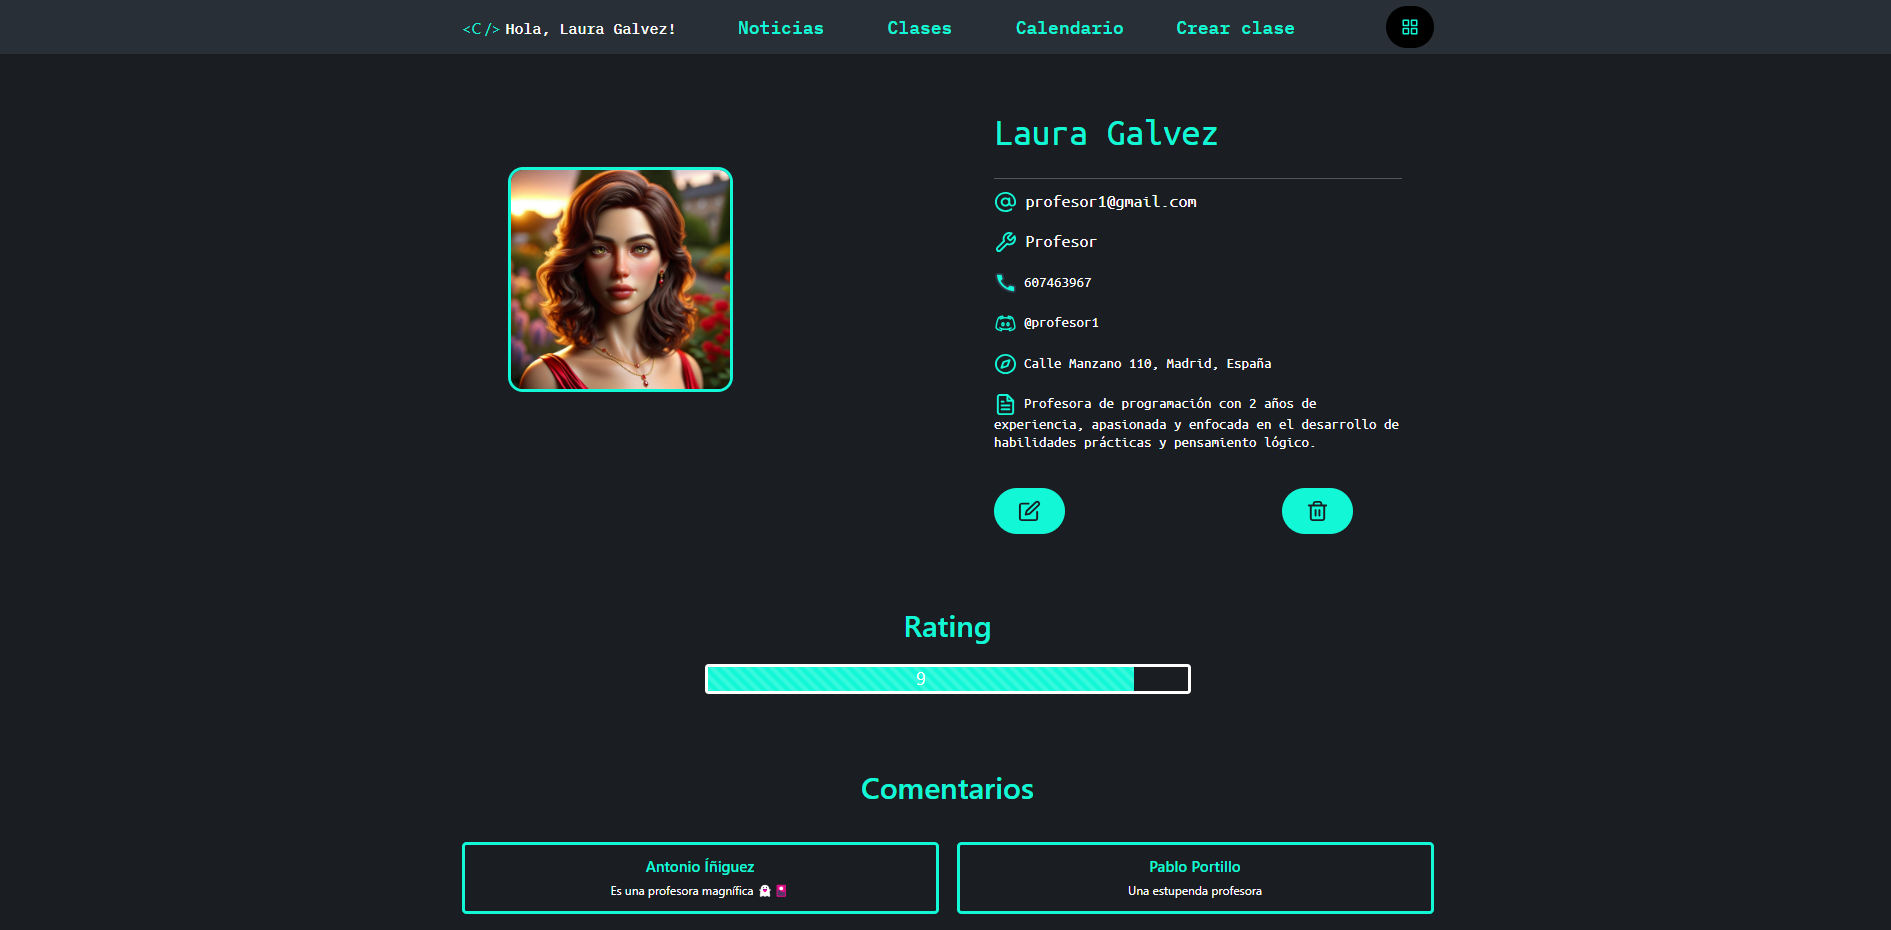 <C/> Hola, Laura Galvez! Noticias Clases Calendario Crear clase
Laura Galvez
profesor1@gmail.com
Profesor
607463967
@profesor1
Calle Manzano 110, Madrid, España
Profesora de programación con 2 años de
experiencia, apasionada y enfocada en el desarrollo de
habilidades prácticas y pensamiento lógico.
Rating
9
Comentarios
Antonio Íñiguez
Es una profesora magnífica 👻🎴
Pablo Portillo
Una estupenda profesora